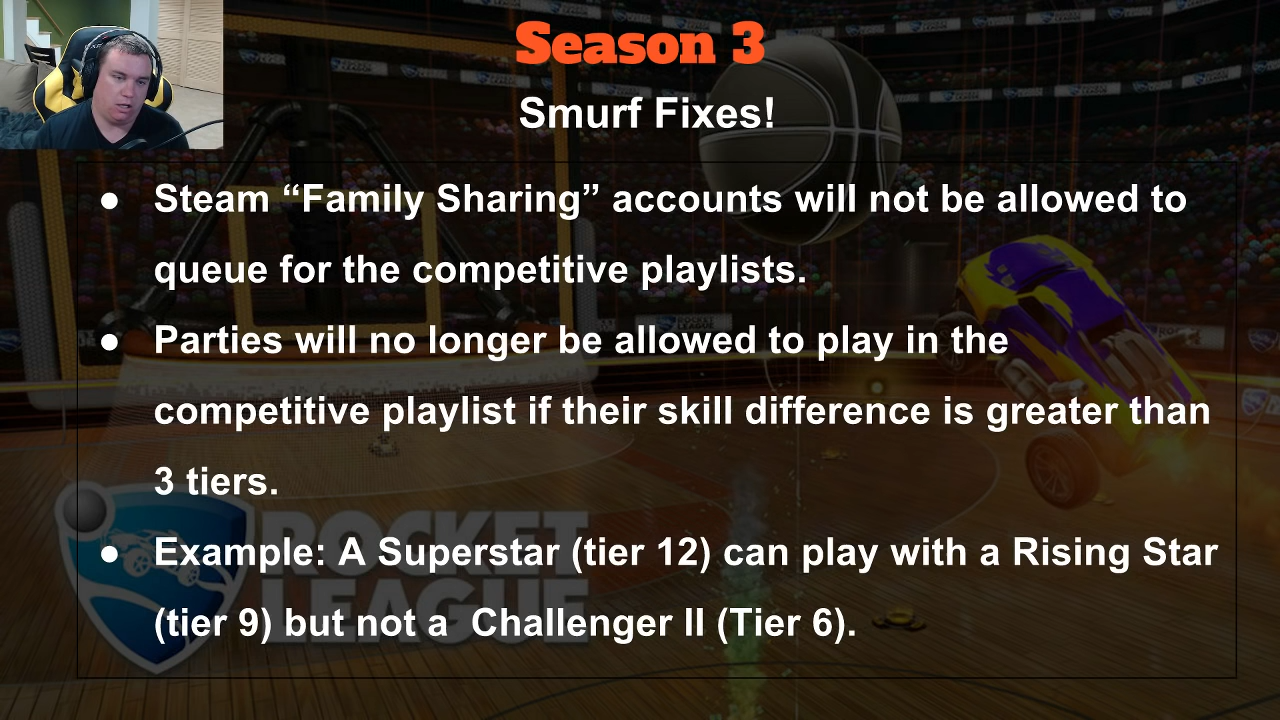 Season 3
Smurf Fixes!
● Steam “Family Sharing” accounts will not be allowed to
queue for the competitive playlists.
● Parties will no longer be allowed to play in the
competitive playlist if their skill difference is greater than
3 tiers.
● Example: A Superstar (tier 12) can play with a Rising Star
(tier 9) but not a  Challenger II (Tier 6).
ROCKET
LEAGUE